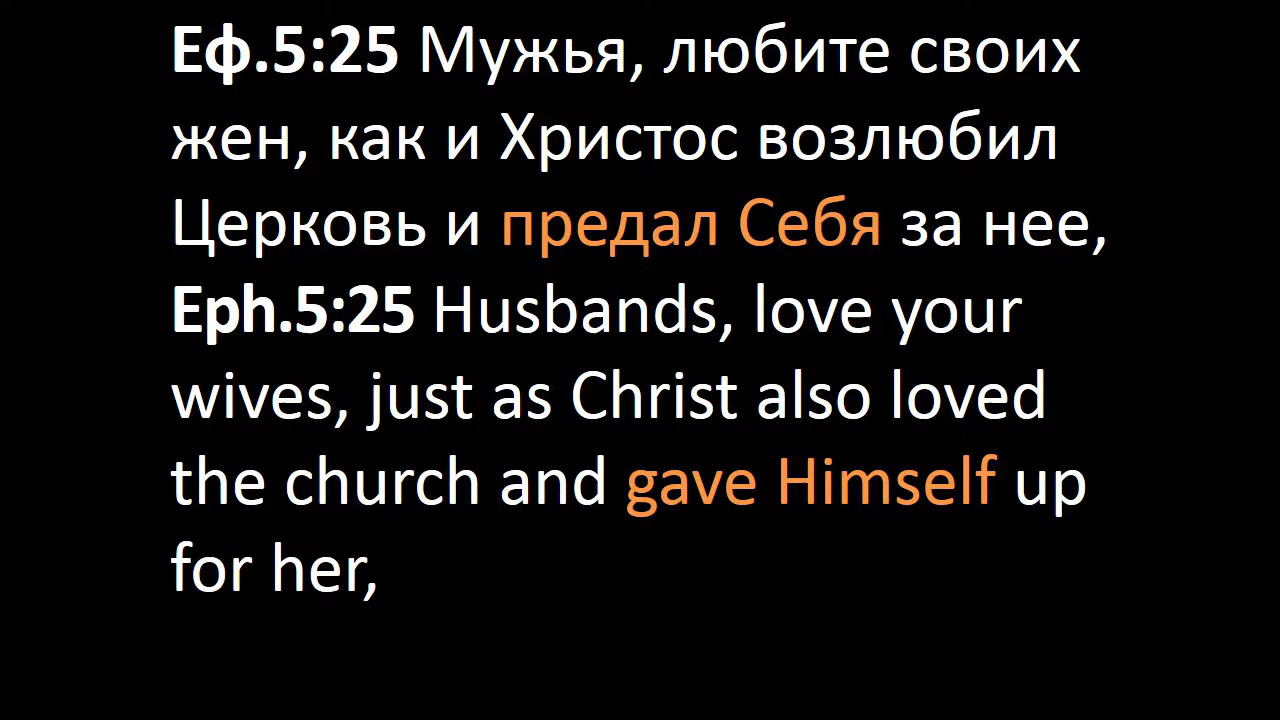 Еф.5:25 Мужья, любите своих
жен, как и Христос возлюбил
Церковь и предал Себя за нее,
Eph.5:25 Husbands, love your
wives, just as Christ also loved
the church and gave Himself up
for her,